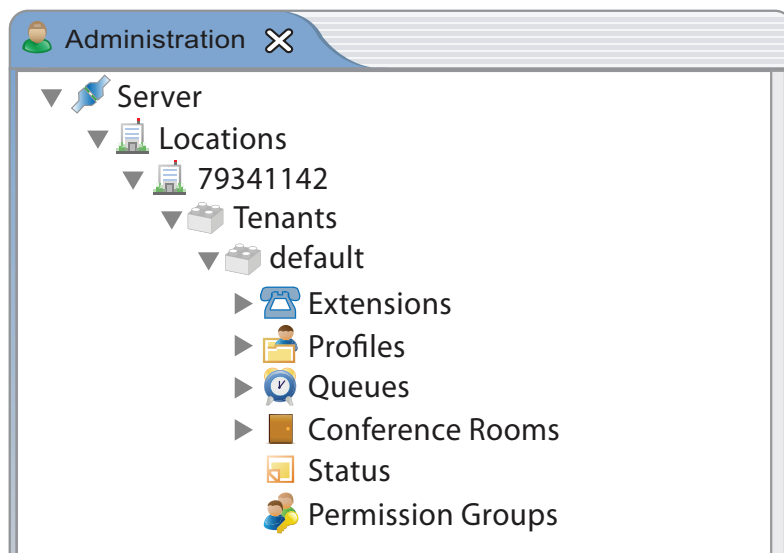 Administration
Server
Locations
79341142
Tenants
default
Extensions
Profiles
Queues
Conference Rooms
Status
Permission Groups